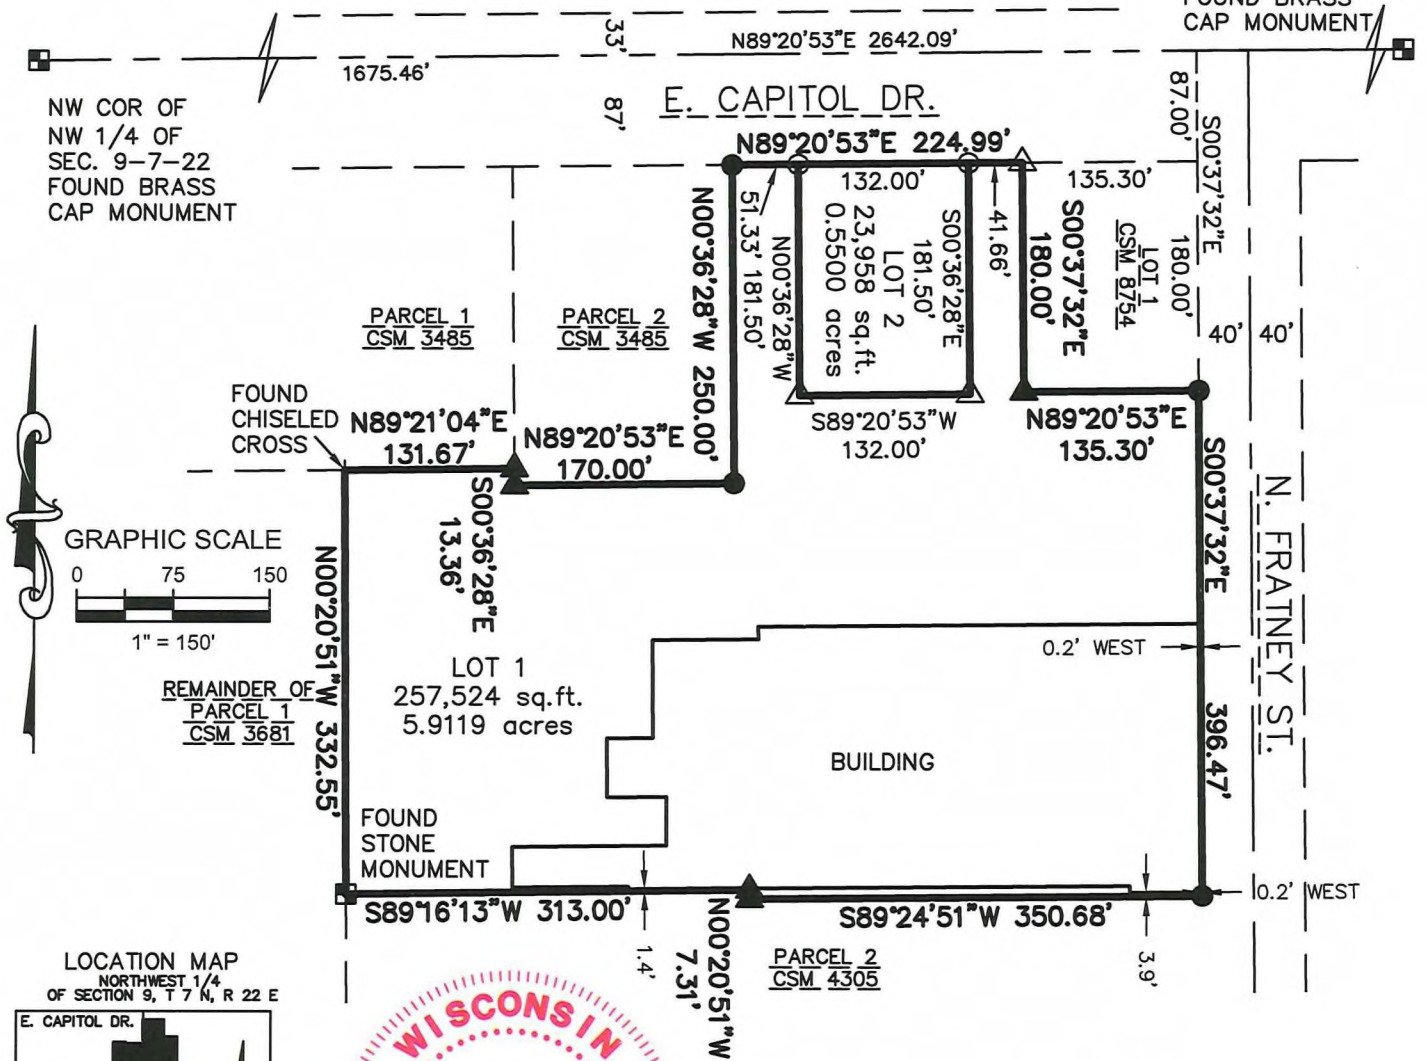 FOUND BRASS
CAP MONUMENT
33'
N89°20'53"E 2642.09'
1675.46'
87'
E. CAPITOL DR.
87.00'
S00°37'32"E
NW COR OF
NW 1/4 OF
SEC. 9-7-22
FOUND BRASS
CAP MONUMENT
N89°20'53"E 224.99'
132.00'
135.30'
N00°36'28"W 250.00'
51.33'
N00°36'28"W
181.50'
LOT 2
23,958 sq.ft.
0.5500 acres
S00°36'28"E
181.50'
41.66'
S00°37'32"E
180.00'
LOT 1
CSM 8754
180.00'
40'
40'
PARCEL 1
CSM 3485
PARCEL 2
CSM 3485
FOUND
CHISELED
CROSS
N89°21'04"E
131.67'
N89°20'53"E
170.00'
S89°20'53"W
132.00'
N89°20'53"E
135.30'
S00°36'28"E
13.36'
S00°37'32"E 396.47'
N. FRATNEY ST.
GRAPHIC SCALE
0 75 150
1" = 150'
N00°20'51"W 332.55'
REMAINDER OF
PARCEL 1
CSM 3681
LOT 1
257,524 sq.ft.
5.9119 acres
0.2' WEST
BUILDING
FOUND
STONE
MONUMENT
0.2' WEST
S89°16'13"W 313.00'
S89°24'51"W 350.68'
1.4'
N00°20'51"W
7.31'
PARCEL 2
CSM 4305
3.9'
LOCATION MAP
NORTHWEST 1/4
OF SECTION 9, T 7 N, R 22 E
E. CAPITOL DR.
WISCONSIN